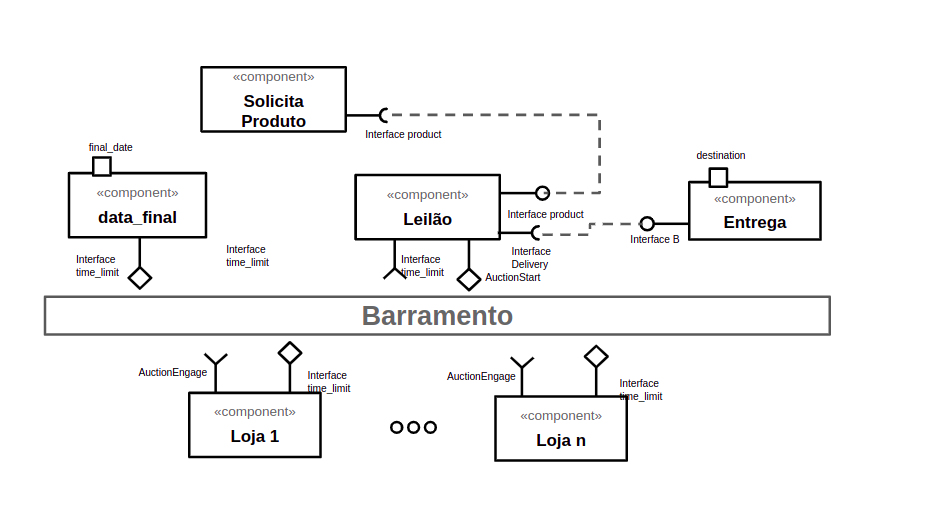 «component»
Solicita
Produto
Interface product
final_date
«component»
data_final
Interface
time_limit
Interface
time_limit
«component»
Leilão
Interface product
Interface
time_limit
Interface
Delivery
AuctionStart
destination
«component»
Entrega
Interface B
Barramento
AuctionEngage
Interface
time_limit
«component»
Loja 1
AuctionEngage
Interface
time_limit
«component»
Loja n